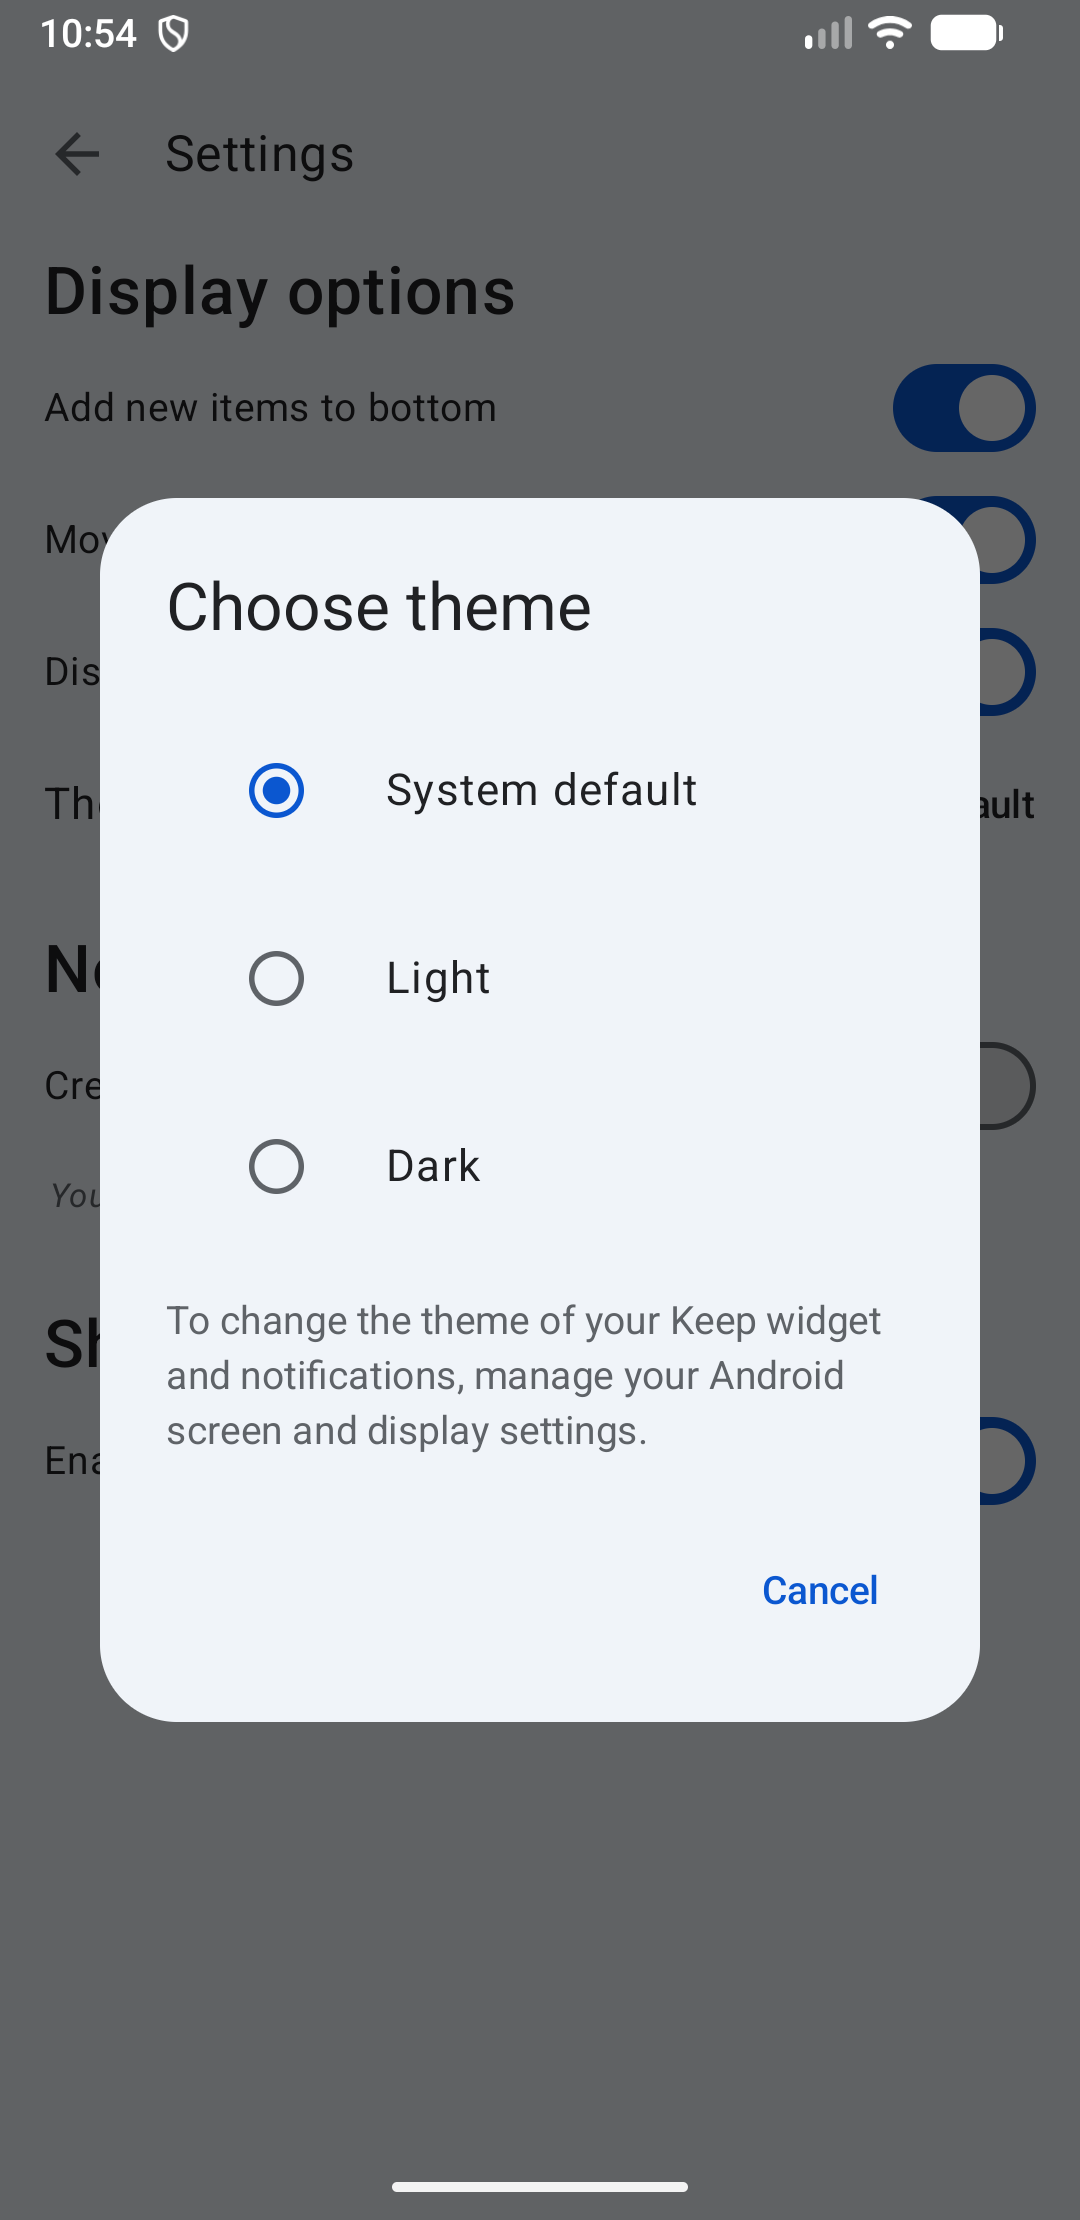 10:54
Settings
Display options
Add new items to bottom
Choose theme
System default
ault
Light
Dark
To change the theme of your Keep widget
and notifications, manage your Android
screen and display settings.
Cancel